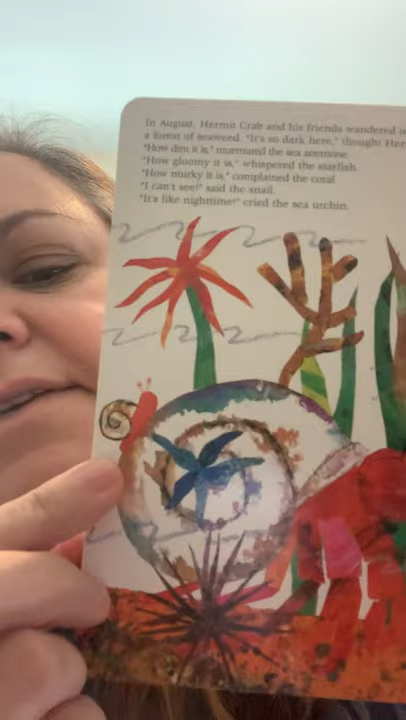 In August, Hermit Crab and his friends wandered
a forest of seaweed. "It's so dark here," thought
"How dim it is," murmured the sea anemone.
"How gloomy it is," whispered the starfish.
"How murky it is," complained the coral.
"I can't see!" said the snail.
"It's like nighttime!" cried the sea urchin.